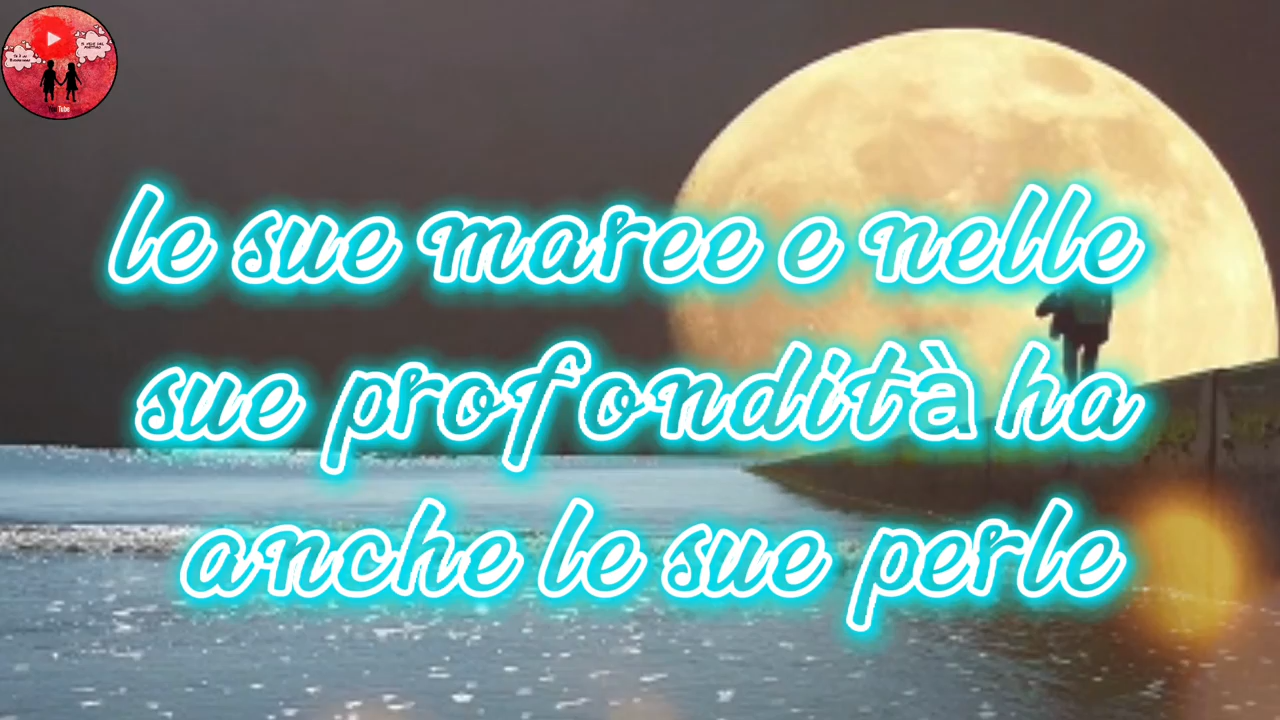 le sue maree e nelle
sue profondità ha
anche le sue perle